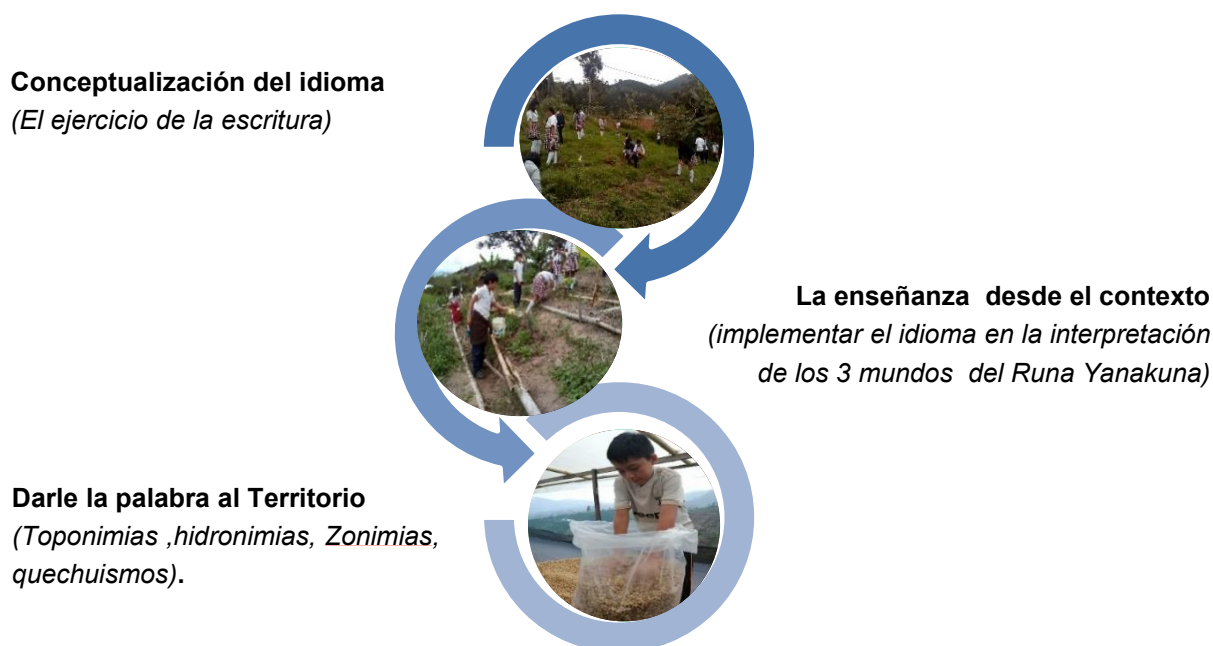 Conceptualización del idioma
(El ejercicio de la escritura)
La enseñanza desde el contexto
(implementar el idioma en la interpretación
de los 3 mundos del Runa Yanakuna)
Darle la palabra al Territorio
(Toponimias ,hidronimias, Zonimias,
quechuismos).